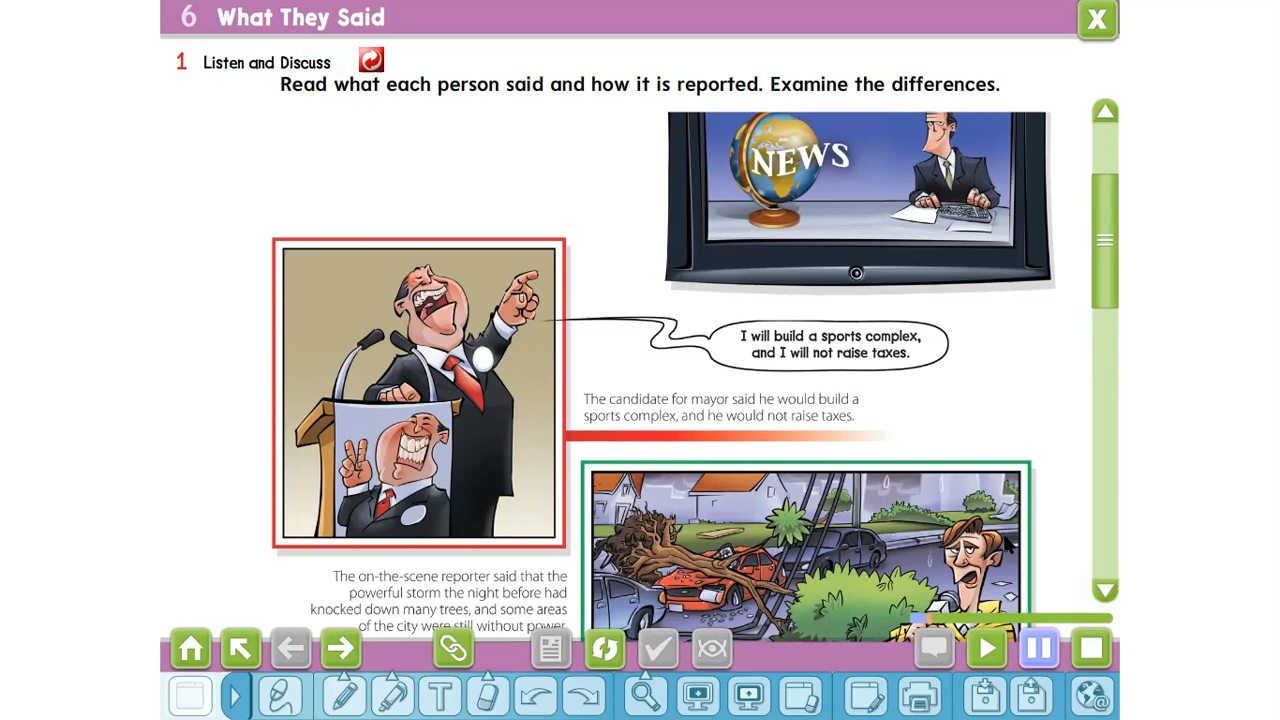 6 What They Said
X
1 Listen and Discuss
Read what each person said and how it is reported. Examine the differences.
NEWS
I will build a sports complex,
and I will not raise taxes.
The candidate for mayor said he would build a
sports complex, and he would not raise taxes.
The on-the-scene reporter said that the
powerful storm the night before had
knocked down many trees, and some areas
of the city were still without power.
T